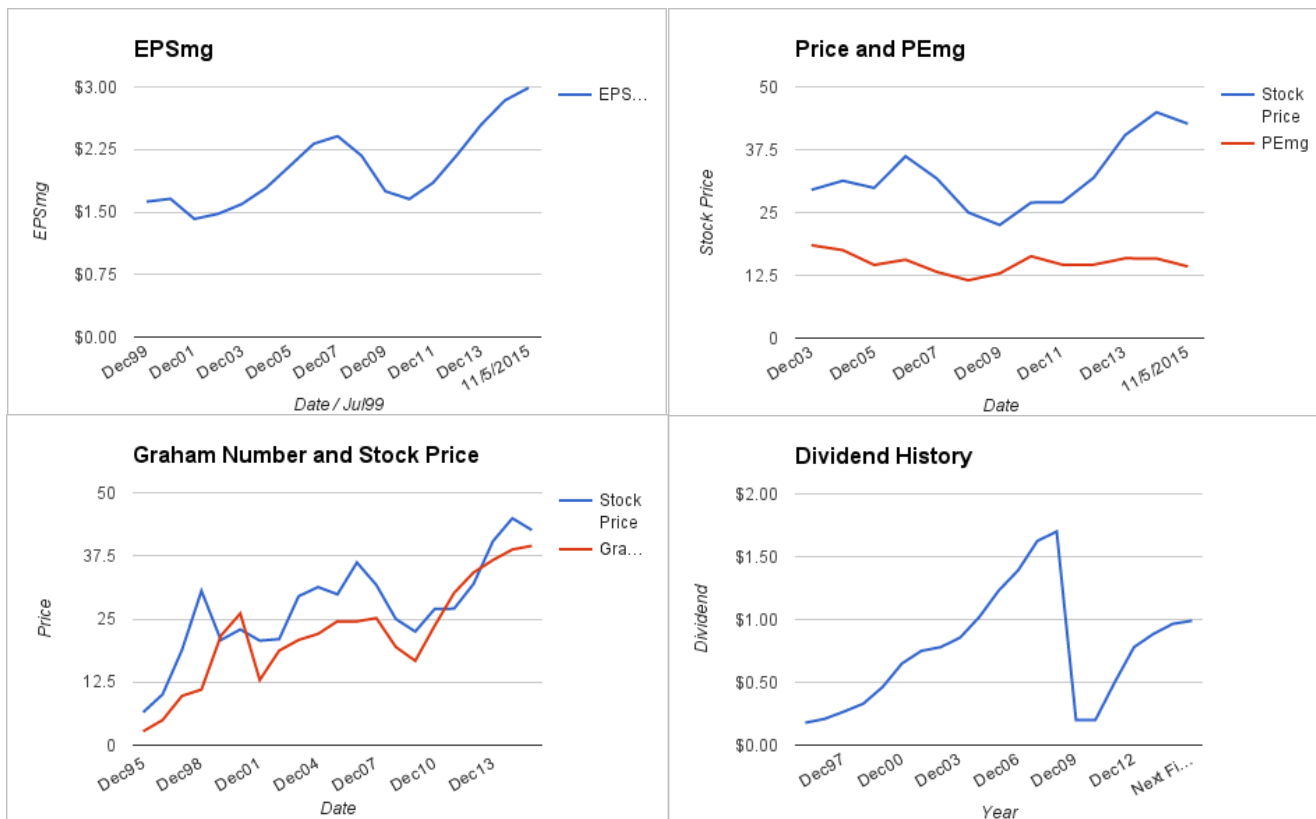 EPSmg
$3.00
$2.25
$1.50
$0.75
$0.00
EPSmg
EPS...
Dec99
Dec01
Dec03
Dec05
Dec07
Dec09
Dec11
Dec13
11/5/2015
Date / Jul99
Price and PEmg
50
37.5
25
12.5
0
Stock Price
Stock
Price
PEmg
Dec03
Dec05
Dec07
Dec09
Dec11
Dec13
11/5/2015
Date
Graham Number and Stock Price
50
37.5
25
12.5
0
Price
Stock
Price
Gra...
Dec95
Dec98
Dec01
Dec04
Dec07
Dec10
Dec13
Date
Dividend History
$2.00
$1.50
$1.00
$0.50
$0.00
Dividend
Dec97
Dec00
Dec03
Dec06
Dec09
Dec12
Next Fi...
Year